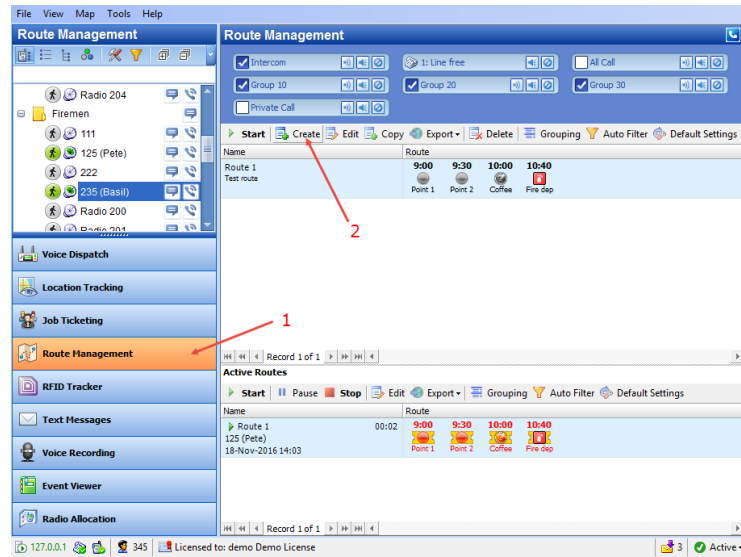 File View Map Tools Help
Route Management
Radio 204
Firemen
111
125 (Pete)
222
235 (Basil)
Radio 200
Radio 201
Voice Dispatch
Location Tracking
Job Ticketing
Route Management
RFID Tracker
Text Messages
Voice Recording
Event Viewer
Radio Allocation
Route Management
Intercom 1: Line free All Call
Group 10 Group 20 Group 30
Private Call
Start Create Edit Copy Export Delete Grouping Auto Filter Default Settings
Name Route
Route 1 9:00 9:30 10:00 10:40
Test route Point 1 Point 2 Coffee Fire dep
2
1
Record 1 of 1
Active Routes
Start Pause Stop Edit Export Grouping Auto Filter Default Settings
Name Route
Route 1 00:02 9:00 9:30 10:00 10:40
125 (Pete)
18-Nov-2016 14:03 Point 1 Point 2 Coffee Fire dep
Record 1 of 1
127.0.0.1 345 Licensed to: demo Demo License 3 Active